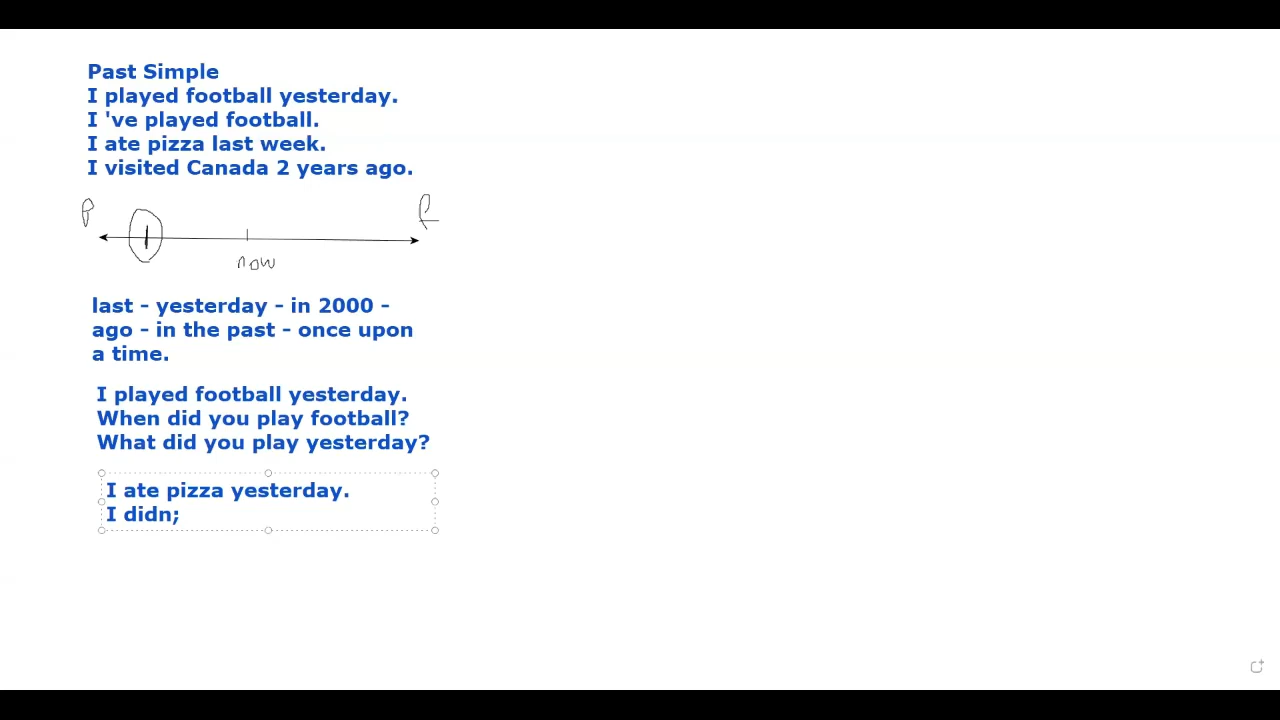 Past Simple
I played football yesterday.
I 've played football.
I ate pizza last week.
I visited Canada 2 years ago.
P
f
now
last - yesterday - in 2000 -
ago - in the past - once upon
a time.
I played football yesterday.
When did you play football?
What did you play yesterday?
I ate pizza yesterday.
I didn;